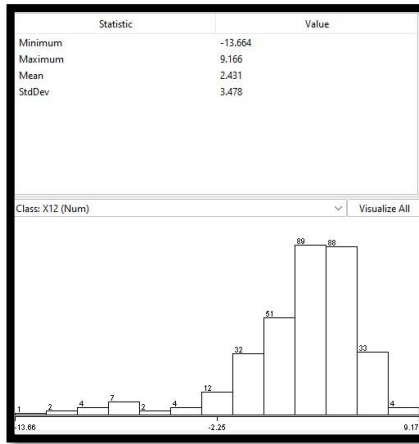 Statistic Value
Minimum -13.664
Maximum 9.166
Mean 2.431
StdDev 3.478
Class: X12 (Num) Visualize All
89 88
51
32 33
12
1 2 4 7 2 4 4
-13.66 -2.25 9.17